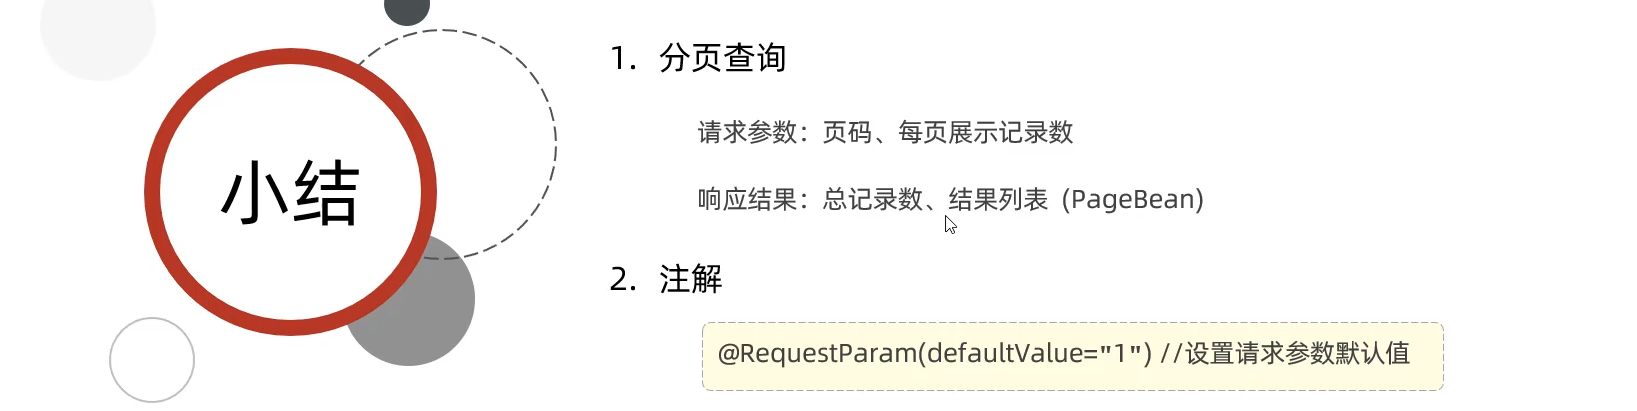 小结
1. 分页查询
请求参数：页码、每页展示记录数
响应结果：总记录数、结果列表 (PageBean)
2. 注解
@RequestParam(defaultValue="1") //设置请求参数默认值